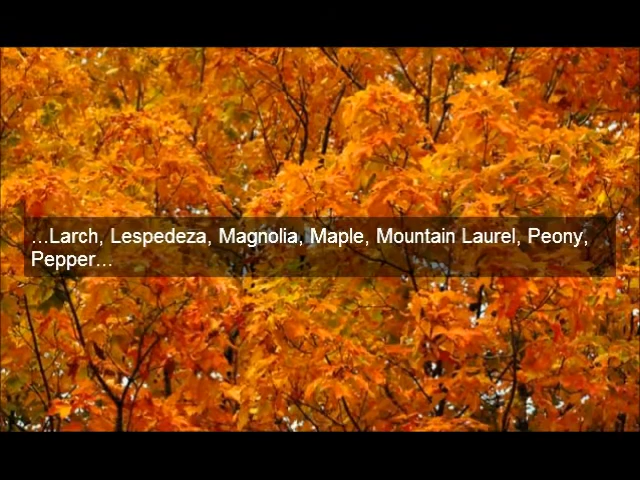 ...Larch, Lespedeza, Magnolia, Maple, Mountain Laurel, Peony,
Pepper...